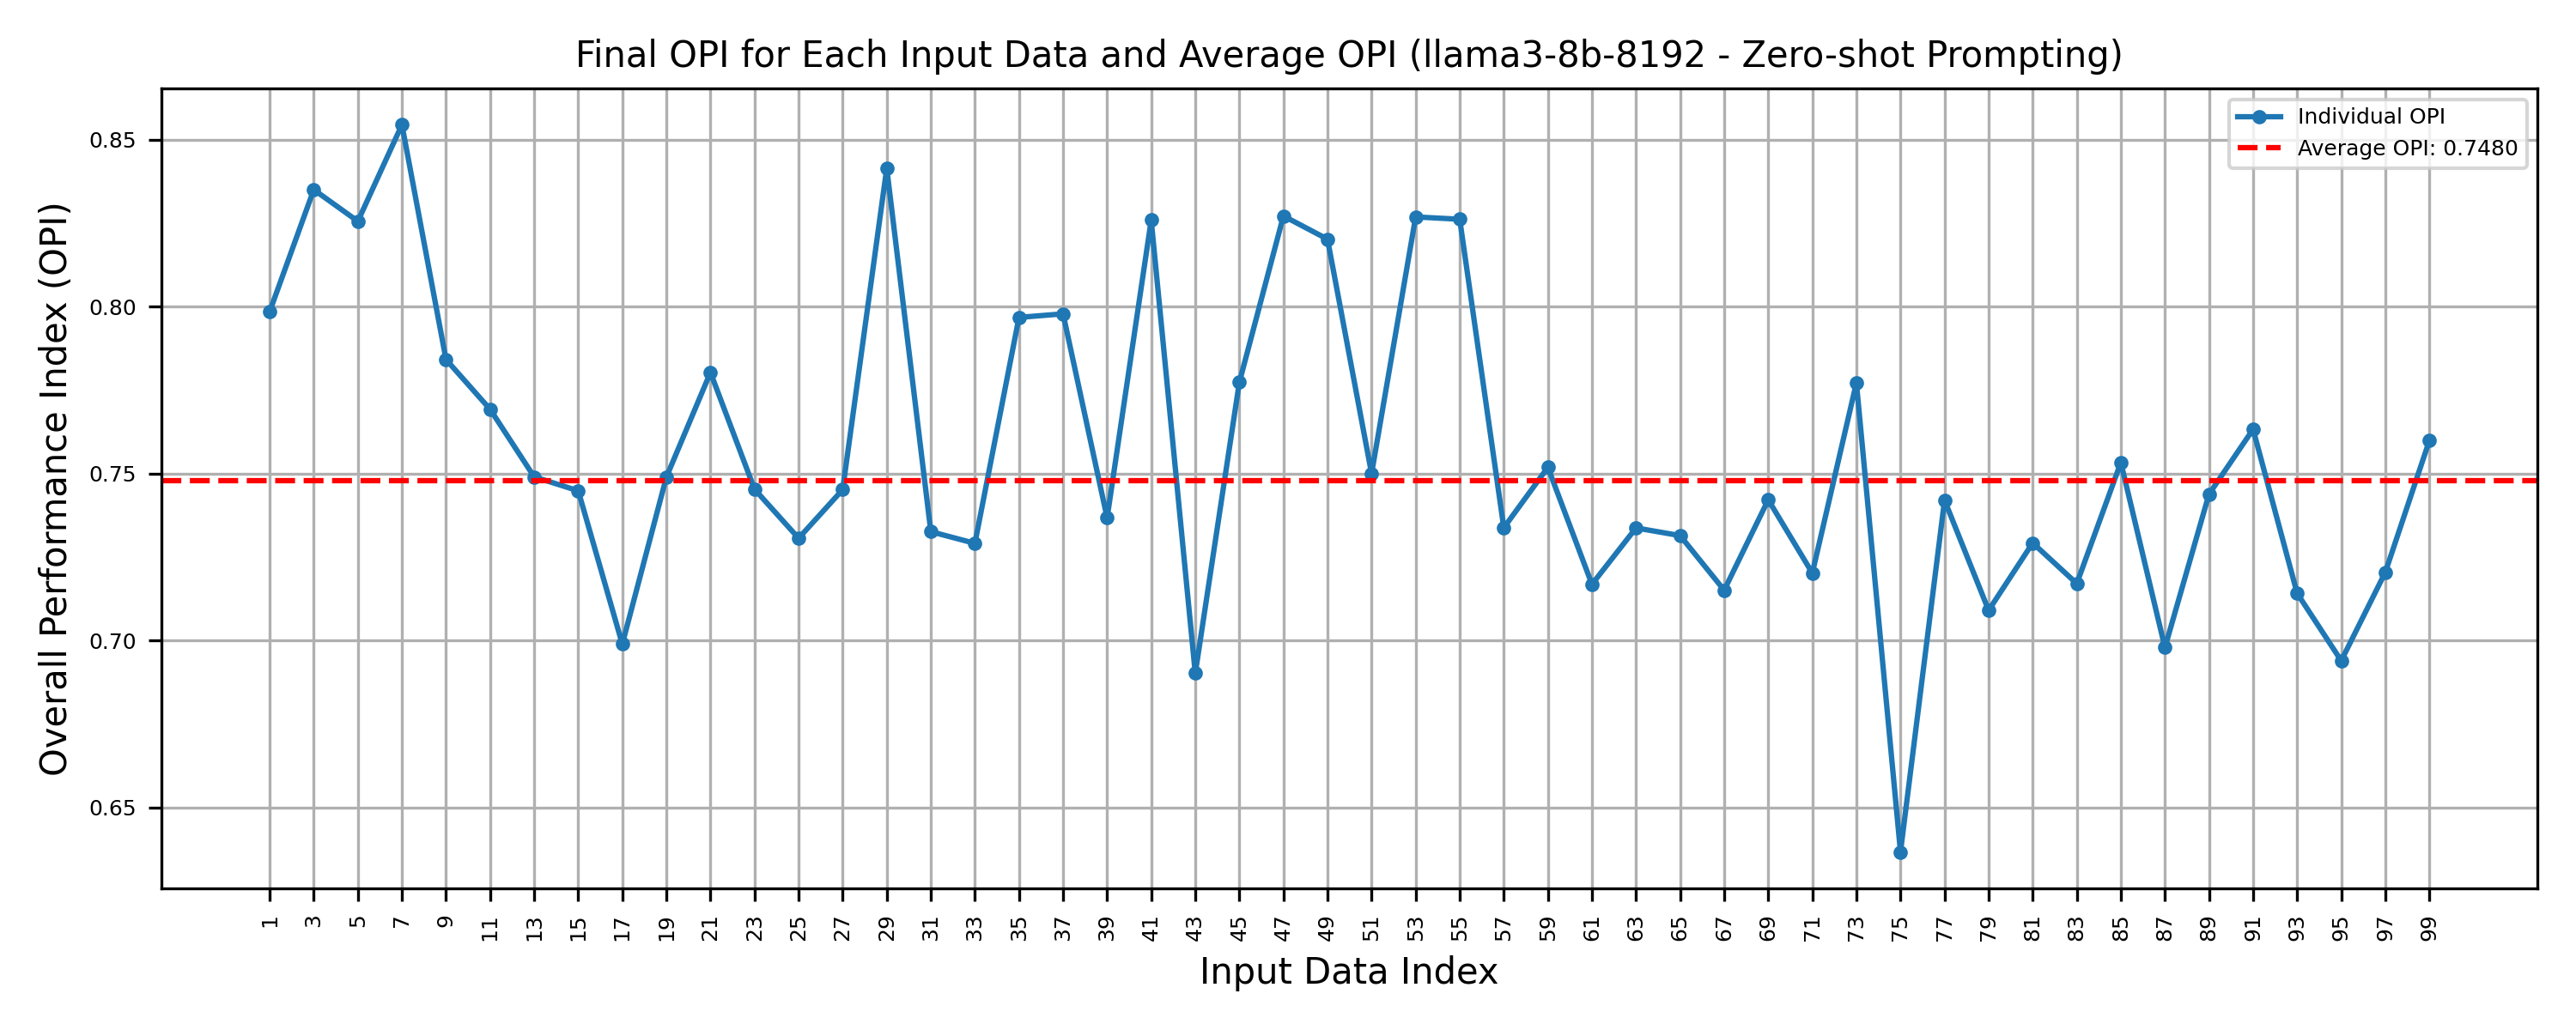 Final OPI for Each Input Data and Average OPI (llama3-8b-8192 - Zero-shot Prompting)
Individual OPI
Average OPI: 0.7480
Overall Performance Index (OPI)
0.85
0.80
0.75
0.70
0.65
1 3 5 7 9 11 13 15 17 19 21 23 25 27 29 31 33 35 37 39 41 43 45 47 49 51 53 55 57 59 61 63 65 67 69 71 73 75 77 79 81 83 85 87 89 91 93 95 97 99
Input Data Index